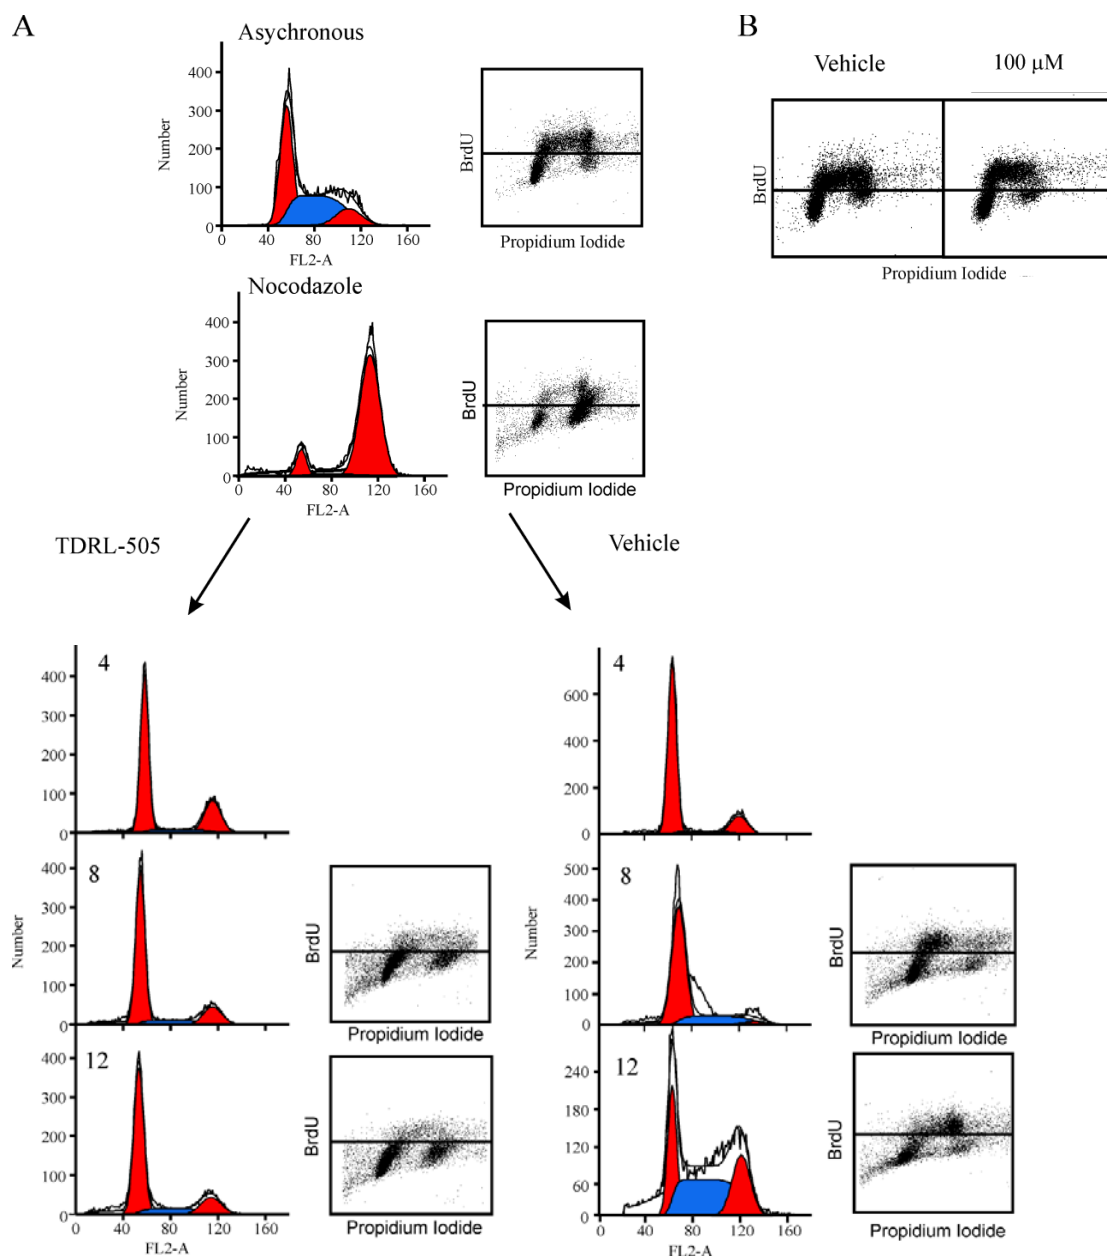 A
Asychronous
400
300
200
100
0
Number
0 40 80 120 160
FL2-A
BrdU
Propidium Iodide
B
Vehicle 100 μM
BrdU
Propidium Iodide
Nocodazole
400
300
200
100
0
Number
0 40 80 120 160
FL2-A
BrdU
Propidium Iodide
TDRL-505
Vehicle
4
400
300
200
100
0
8
400
300
200
100
0
Number
BrdU
Propidium Iodide
12
400
300
200
100
0
0 40 80 120 160
FL2-A
BrdU
Propidium Iodide
4
600
400
200
0
8
500
400
300
200
100
0
Number
BrdU
Propidium Iodide
12
240
180
120
60
0
0 40 80 120 160
FL2-A
BrdU
Propidium Iodide